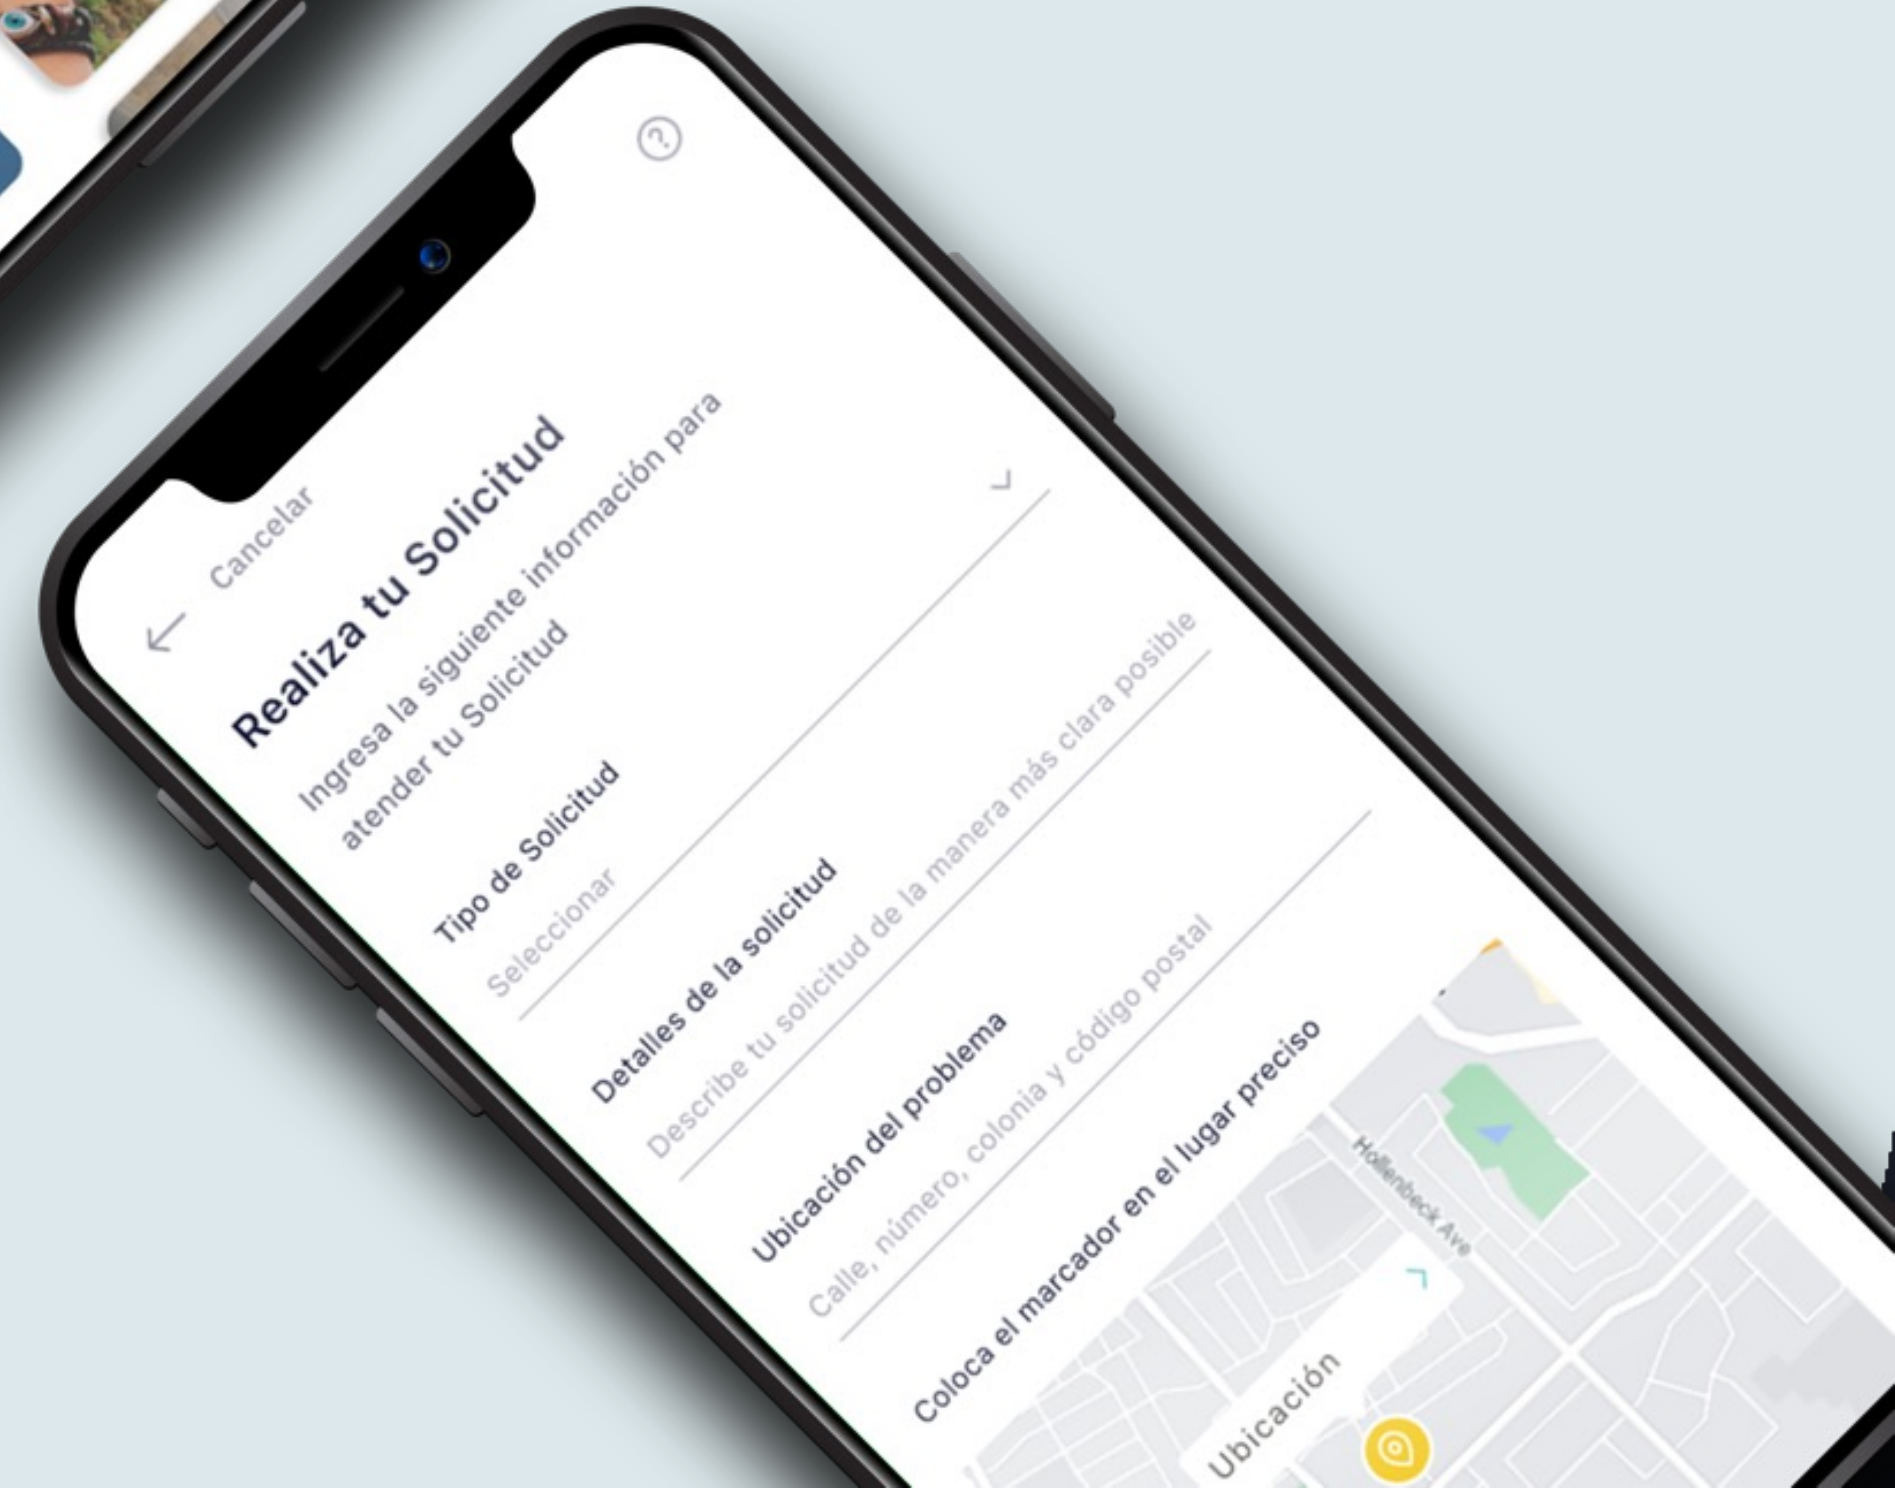 Cancelar
Realiza tu Solicitud
Ingresa la siguiente información para
atender tu Solicitud
Tipo de Solicitud
Seleccionar
Detalles de la solicitud
Describe tu solicitud de la manera más clara posible
Ubicación del problema
Calle, número, colonia y código postal
Coloca el marcador en el lugar preciso
Hollenbeck Ave
Ubicación